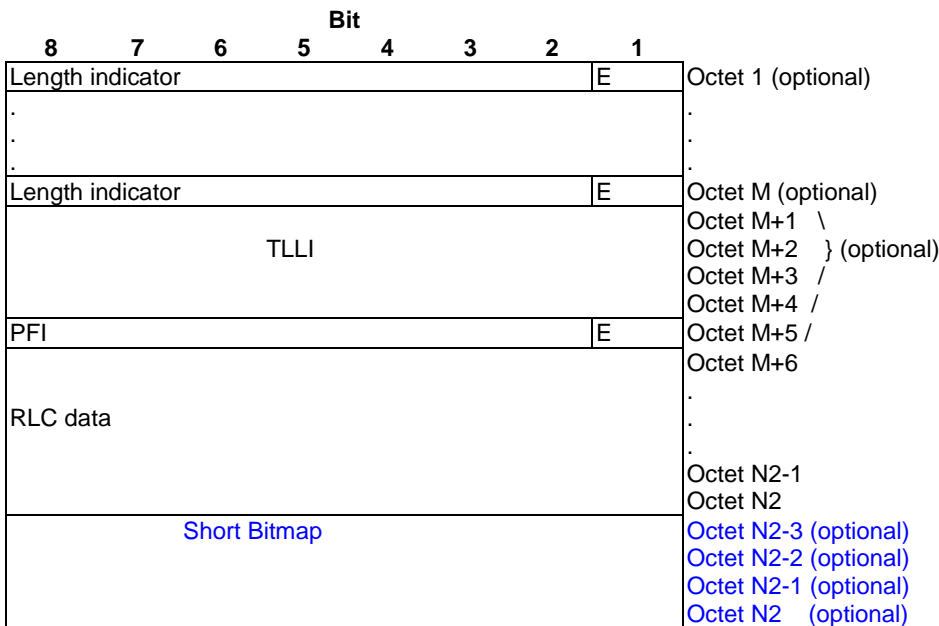 Bit
8 7 6 5 4 3 2 1
Length indicator E Octet 1 (optional)
. .
. .
. .
Length indicator E Octet M (optional)
Octet M+1 \
TLLI Octet M+2 } (optional)
Octet M+3 /
Octet M+4 /
PFI E Octet M+5 /
Octet M+6
.
RLC data .
.
Octet N2-1
Octet N2
Short Bitmap Octet N2-3 (optional)
Octet N2-2 (optional)
Octet N2-1 (optional)
Octet N2 (optional)